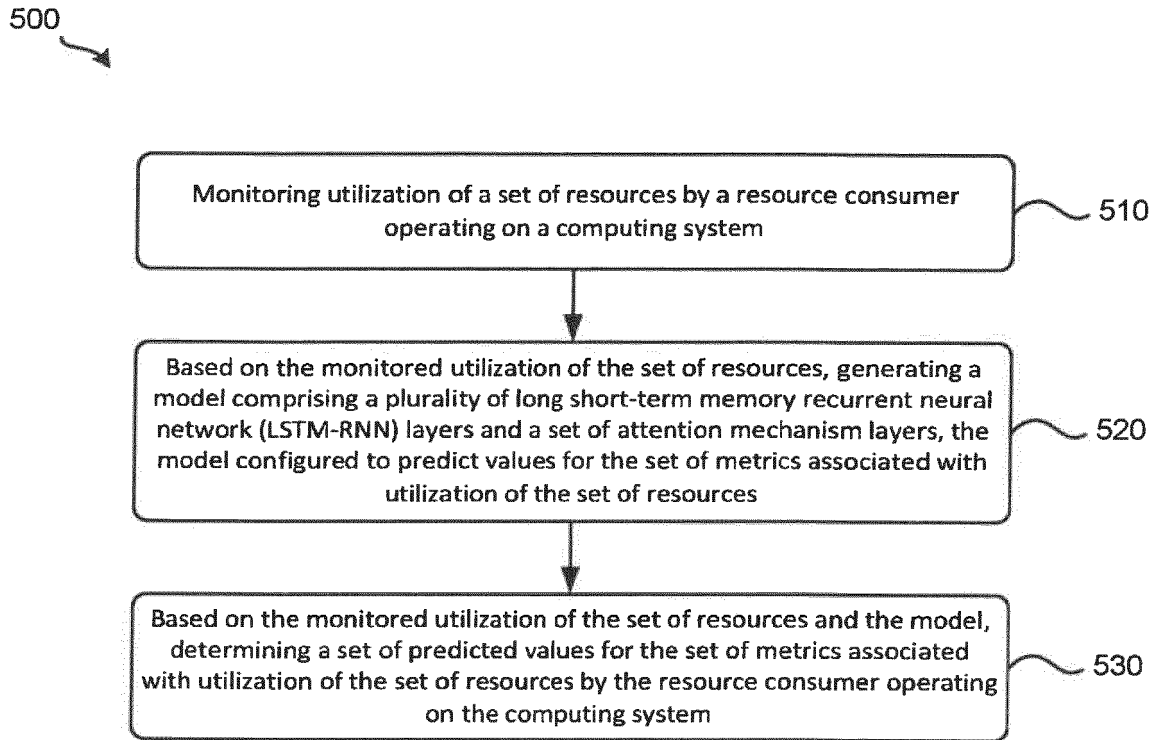 500
Monitoring utilization of a set of resources by a resource consumer
operating on a computing system
510
Based on the monitored utilization of the set of resources, generating a
model comprising a plurality of long short-term memory recurrent neural
network (LSTM-RNN) layers and a set of attention mechanism layers, the
model configured to predict values for the set of metrics associated with
utilization of the set of resources
520
Based on the monitored utilization of the set of resources and the model,
determining a set of predicted values for the set of metrics associated
with utilization of the set of resources by the resource consumer operating
on the computing system
530